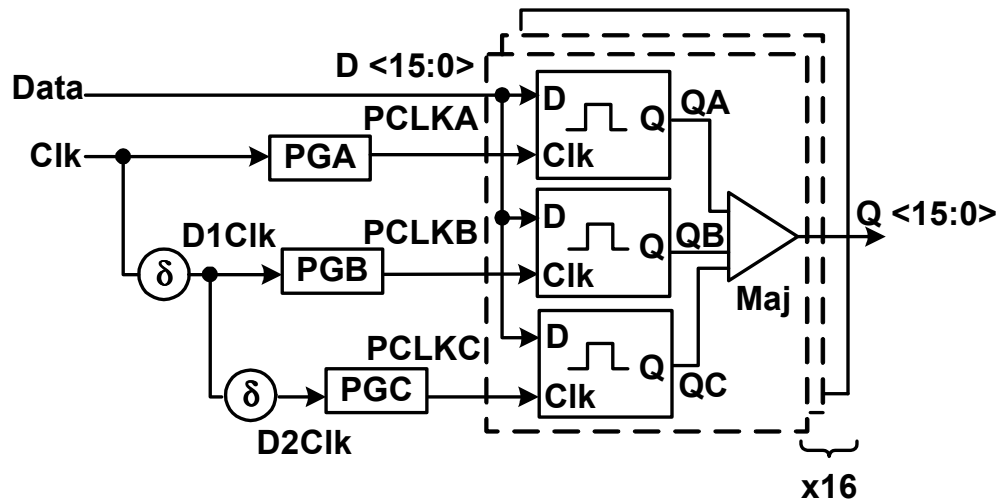 D <15:0>
Data
D
QA
PCLKA
Q
Clk
PGA
Clk
D
Q <15:0>
D1Clk
PCLKB
Q
QB
δ
PGB
Clk
Maj
D
PCLKC
Q
QC
δ
PGC
Clk
D2Clk
x16